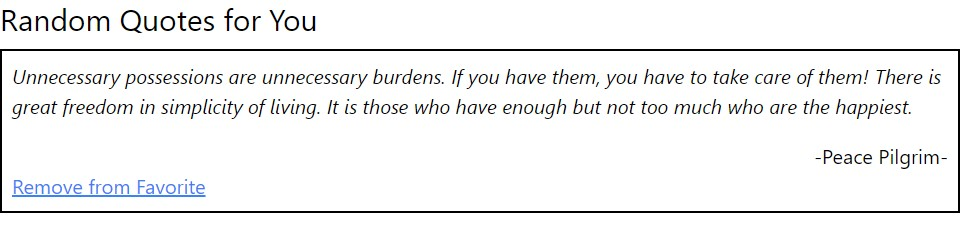 Random Quotes for You
Unnecessary possessions are unnecessary burdens. If you have them, you have to take care of them! There is
great freedom in simplicity of living. It is those who have enough but not too much who are the happiest.
-Peace Pilgrim-
Remove from Favorite